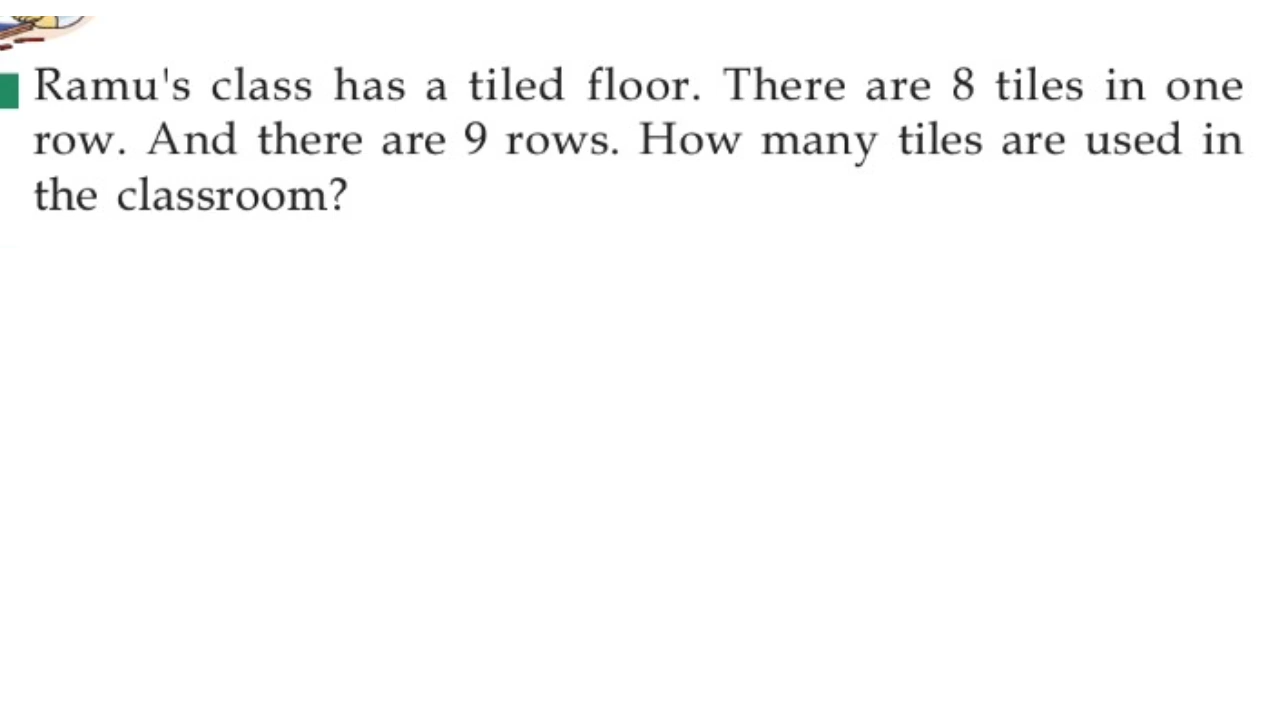 Ramu's class has a tiled floor. There are 8 tiles in one
row. And there are 9 rows. How many tiles are used in
the classroom?